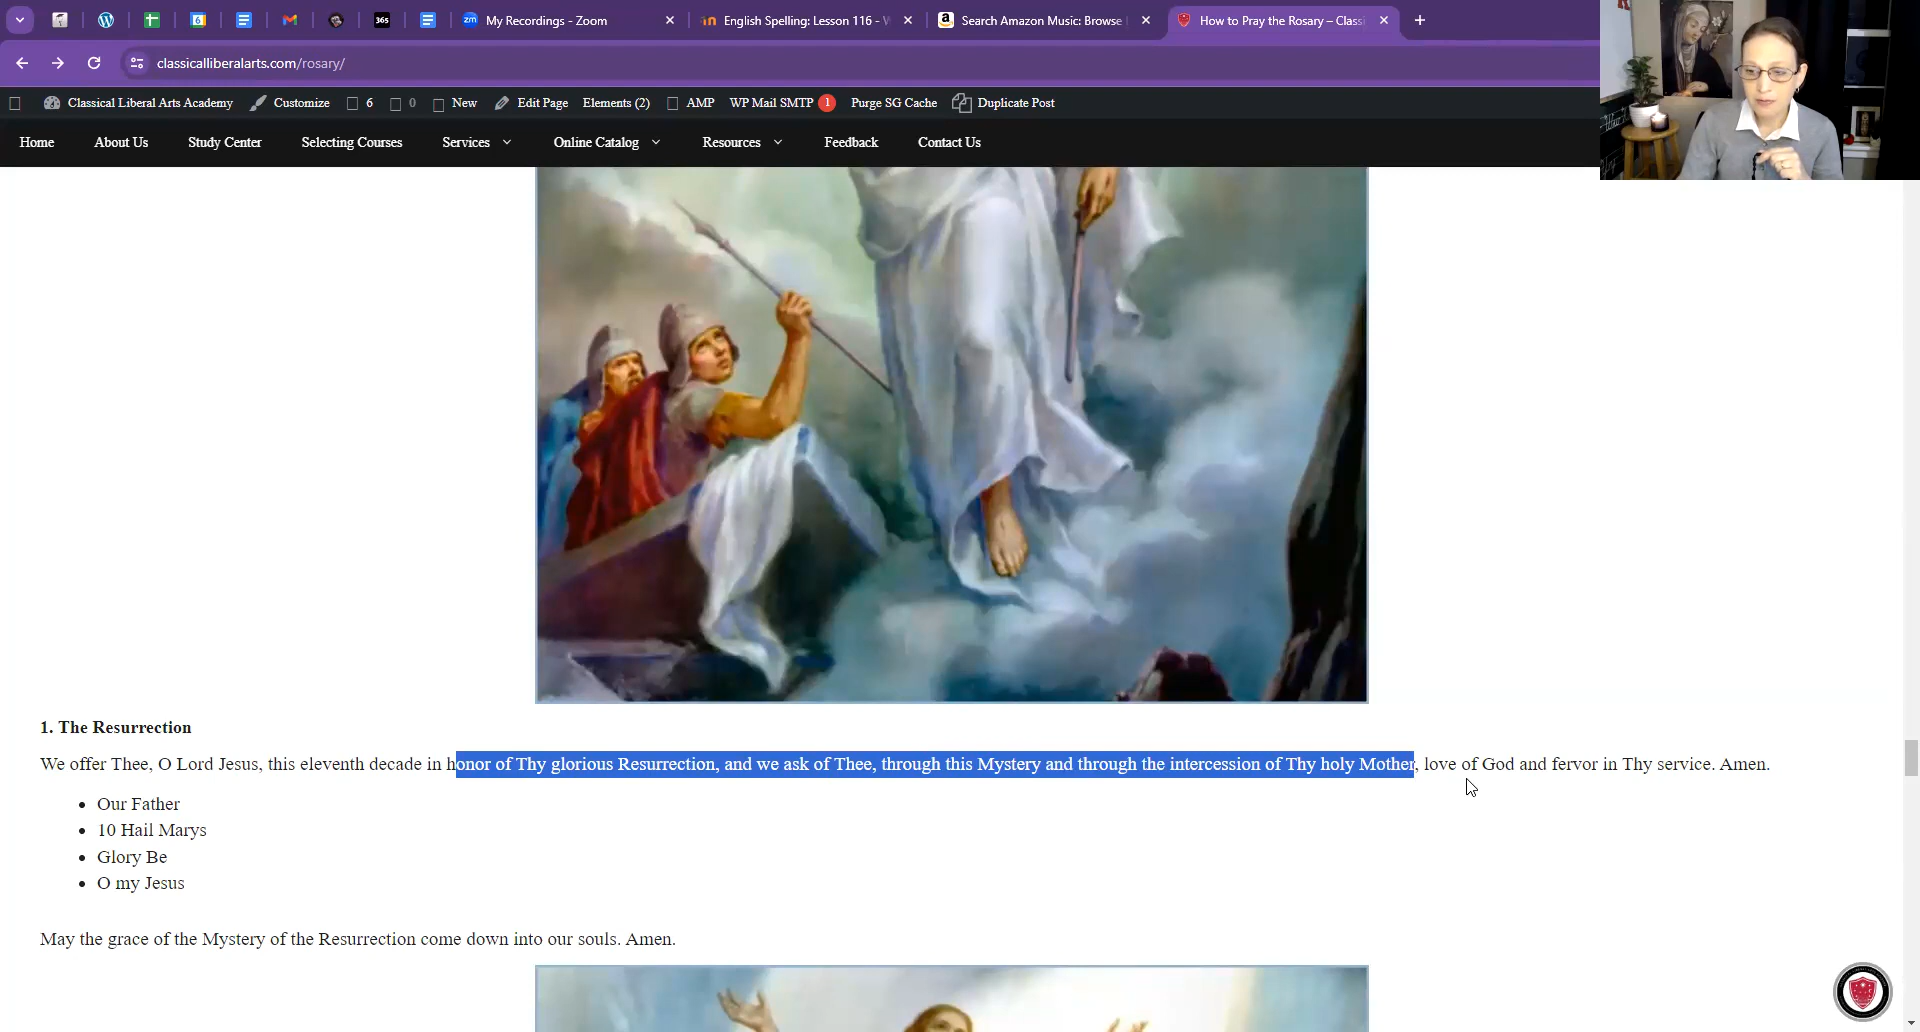 My Recordings - Zoom
English Spelling: Lesson 116 -
Search Amazon Music: Browse
How to Pray the Rosary – Classi
classicalliberalarts.com/rosary/
Classical Liberal Arts Academy
Customize
6
0
New
Edit Page
Elements (2)
AMP
WP Mail SMTP 1
Purge SG Cache
Duplicate Post
Home
About Us
Study Center
Selecting Courses
Services
Online Catalog
Resources
Feedback
Contact Us
1. The Resurrection
We offer Thee, O Lord Jesus, this eleventh decade in honor of Thy glorious Resurrection, and we ask of Thee, through this Mystery and through the intercession of Thy holy Mother, love of God and fervor in Thy service. Amen.
• Our Father
• 10 Hail Marys
• Glory Be
• O my Jesus
May the grace of the Mystery of the Resurrection come down into our souls. Amen.